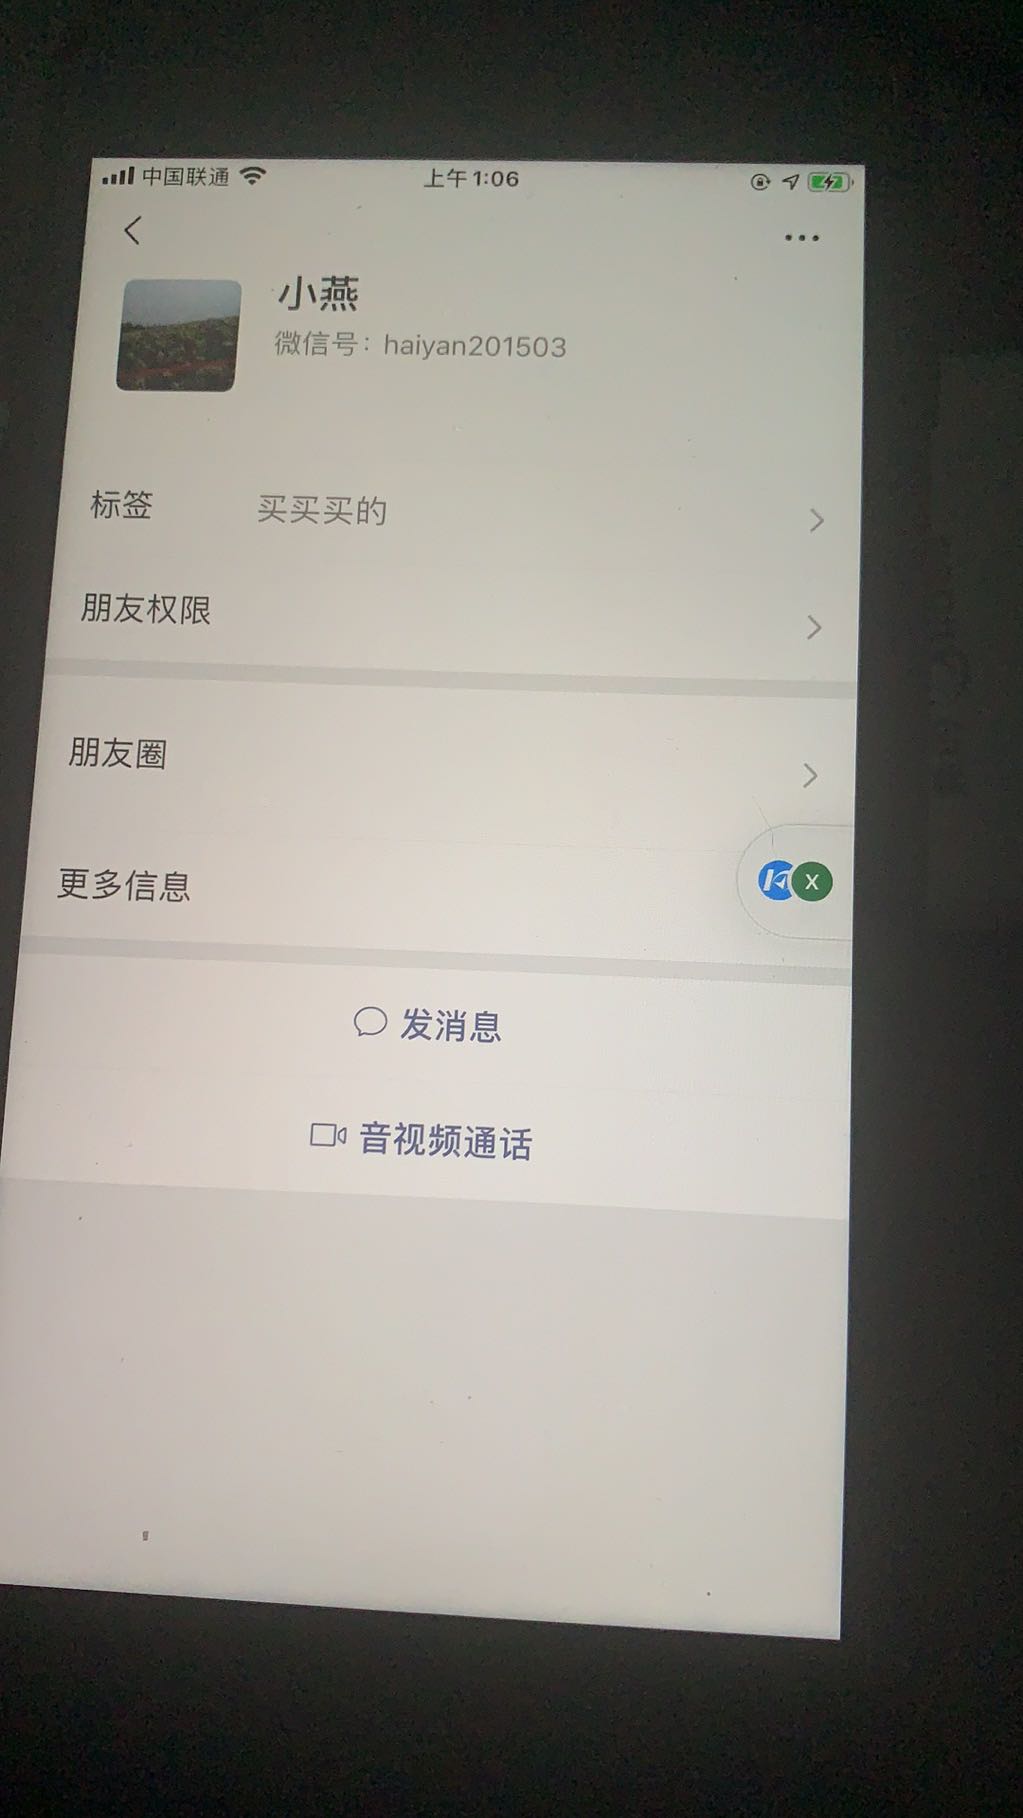 中国联通
上午1:06
小燕
微信号：haiyan201503
标签 买买买的
朋友权限
朋友圈
更多信息
X
发消息
音视频通话